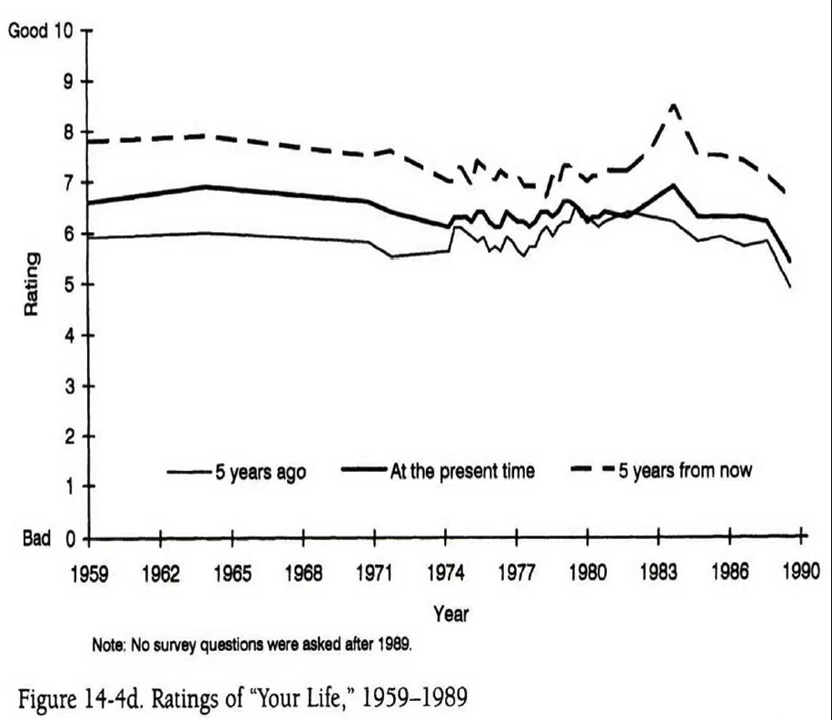 Good 10
9
8
7
6
5
4
3
2
1
Bad 0
Rating
5 years ago At the present time 5 years from now
1959 1962 1965 1968 1971 1974 1977 1980 1983 1986 1990
Year
Note: No survey questions were asked after 1989.
Figure 14-4d. Ratings of “Your Life,” 1959–1989